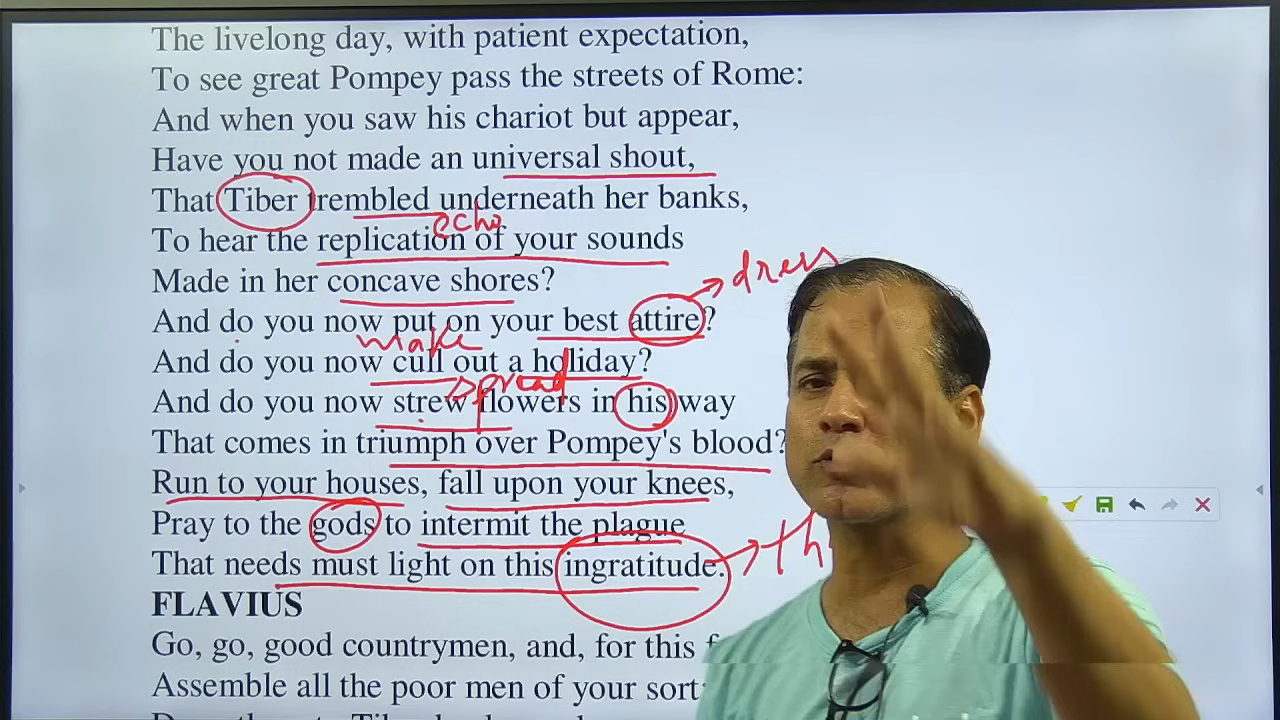 The livelong day, with patient expectation,
To see great Pompey pass the streets of Rome:
And when you saw his chariot but appear,
Have you not made an universal shout,
That Tiber trembled underneath her banks,
echo
To hear the replication of your sounds
dress
Made in her concave shores?
And do you now put on your best attire?
make
And do you now cull out a holiday?
spread
And do you now strew flowers in his way
That comes in triumph over Pompey's blood?
Run to your houses, fall upon your knees,
Pray to the gods to intermit the plague
That needs must light on this ingratitude.
FLAVIUS
Go, go, good countrymen, and, for this
Assemble all the poor men of your sort